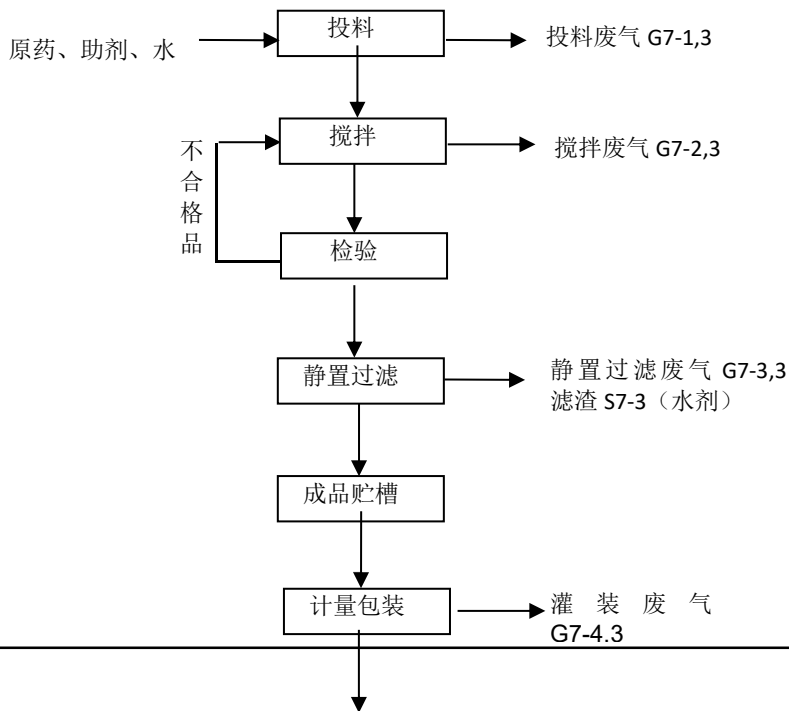 投料
原药、助剂、水
投料废气 G7-1,3
搅拌
搅拌废气 G7-2,3
不
合
格
品
检验
静置过滤
静置过滤废气 G7-3,3
滤渣 S7-3（水剂）
成品贮槽
计量包装
灌装废气
G7-4.3